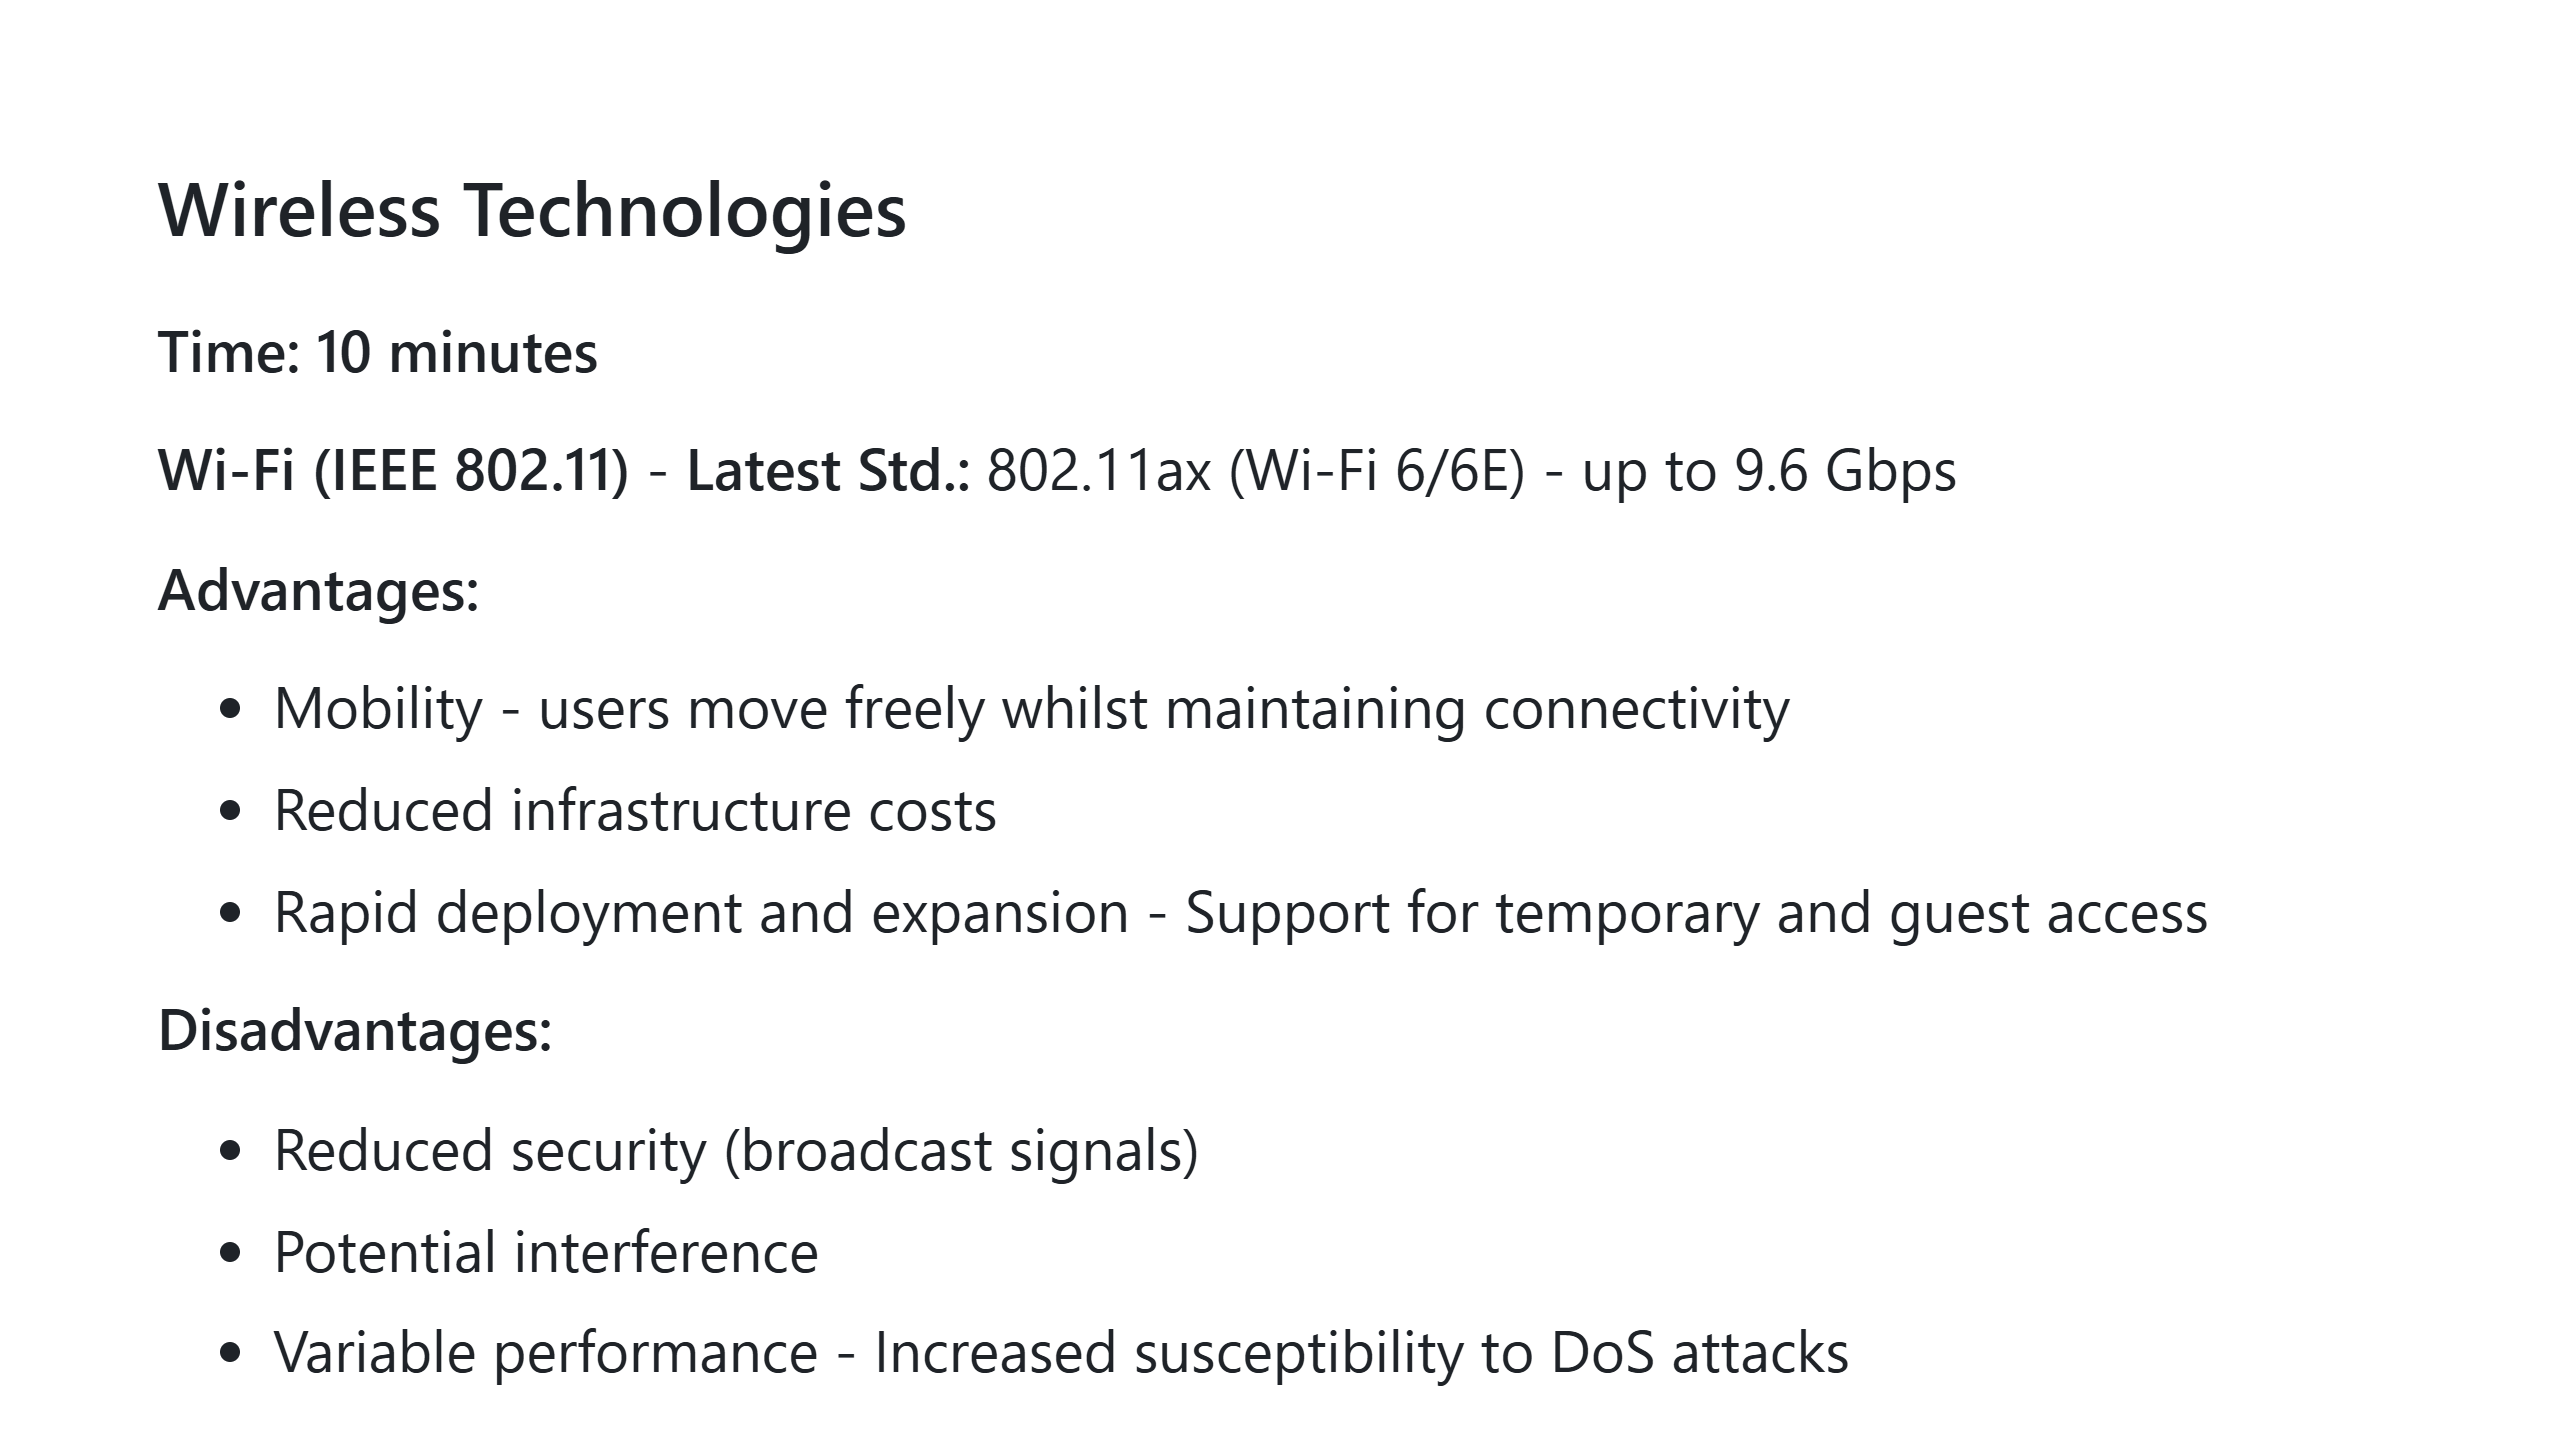 Wireless Technologies
Time: 10 minutes
Wi-Fi (IEEE 802.11) - Latest Std.: 802.11ax (Wi-Fi 6/6E) - up to 9.6 Gbps
Advantages:
• Mobility - users move freely whilst maintaining connectivity
• Reduced infrastructure costs
• Rapid deployment and expansion - Support for temporary and guest access
Disadvantages:
• Reduced security (broadcast signals)
• Potential interference
• Variable performance - Increased susceptibility to DoS attacks